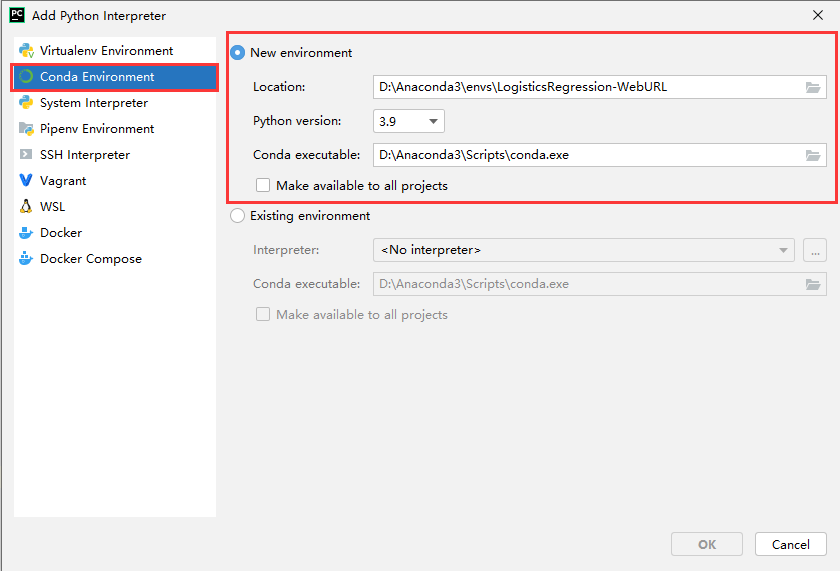 Add Python Interpreter
Virtualenv Environment
Conda Environment
System Interpreter
Pipenv Environment
SSH Interpreter
Vagrant
WSL
Docker
Docker Compose
New environment
Location: D:\Anaconda3\envs\LogisticsRegression-WebURL
Python version: 3.9
Conda executable: D:\Anaconda3\Scripts\conda.exe
Make available to all projects
Existing environment
Interpreter: <No interpreter> ...
Conda executable: D:\Anaconda3\Scripts\conda.exe
Make available to all projects
OK Cancel